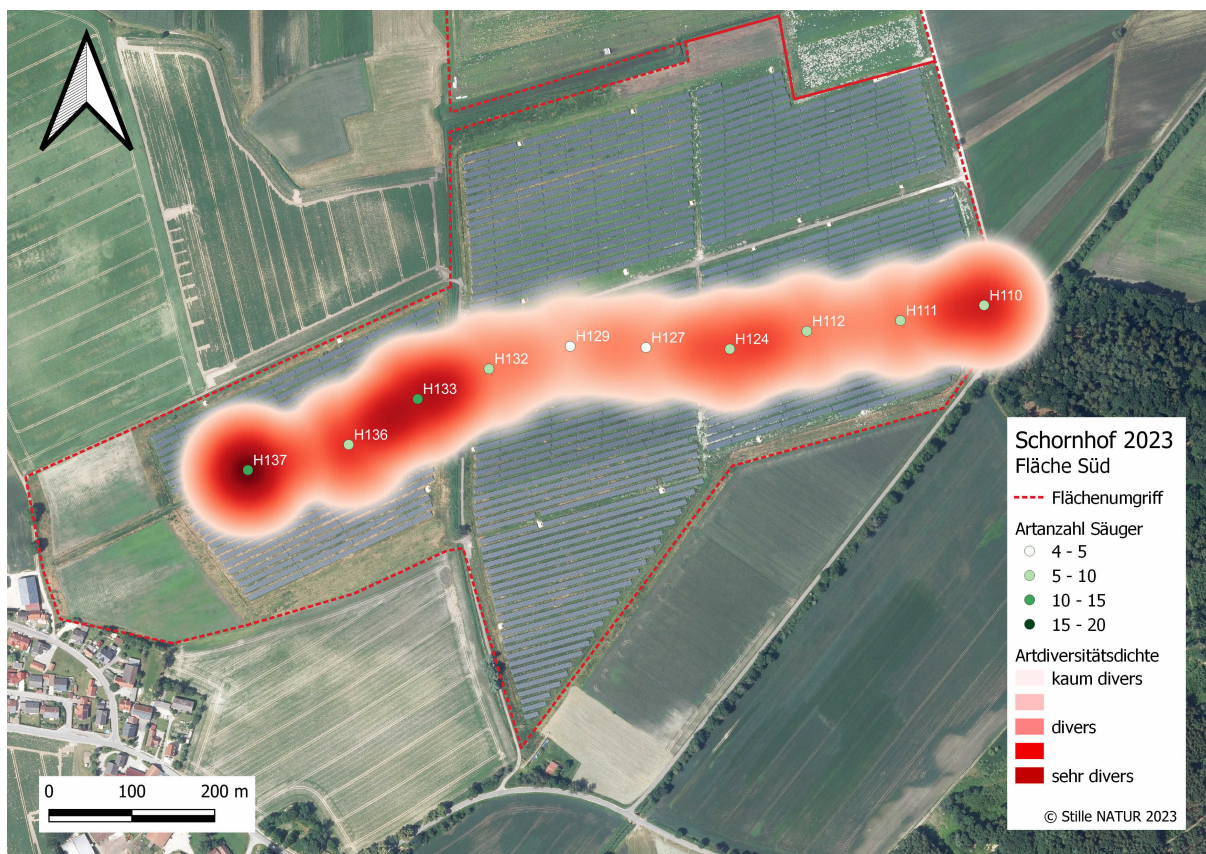 H110
H111
H112
H129
H127
H124
H132
H133
H136
H137
Schornhof 2023
Fläche Süd
Flächenumgriff
Artanzahl Säuger
4 - 5
5 - 10
10 - 15
15 - 20
Artdiversitätsdichte
kaum divers
divers
sehr divers
© Stille NATUR 2023
0 100 200 m